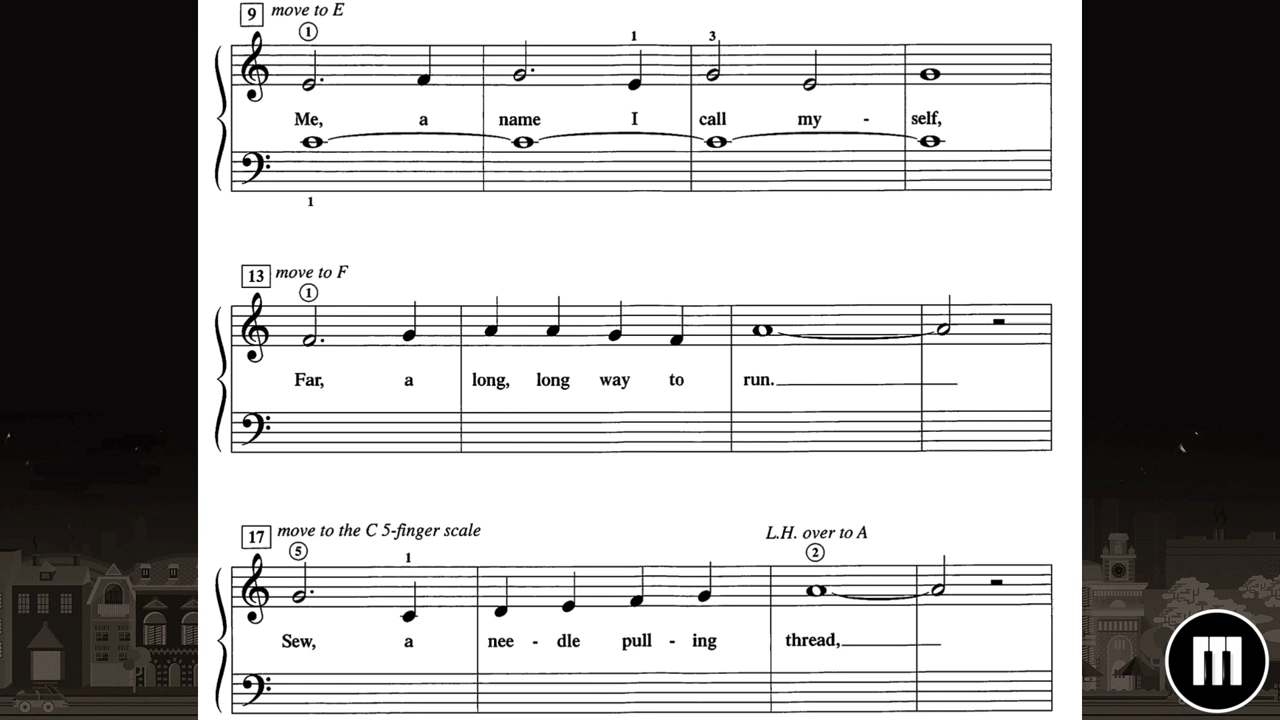 9 move to E
1
1 3
Me, a name I call my - self,
1
13 move to F
1
Far, a long, long way to run.
17 move to the C 5-finger scale L.H. over to A
5 1 2
Sew, a nee - dle pull - ing thread,